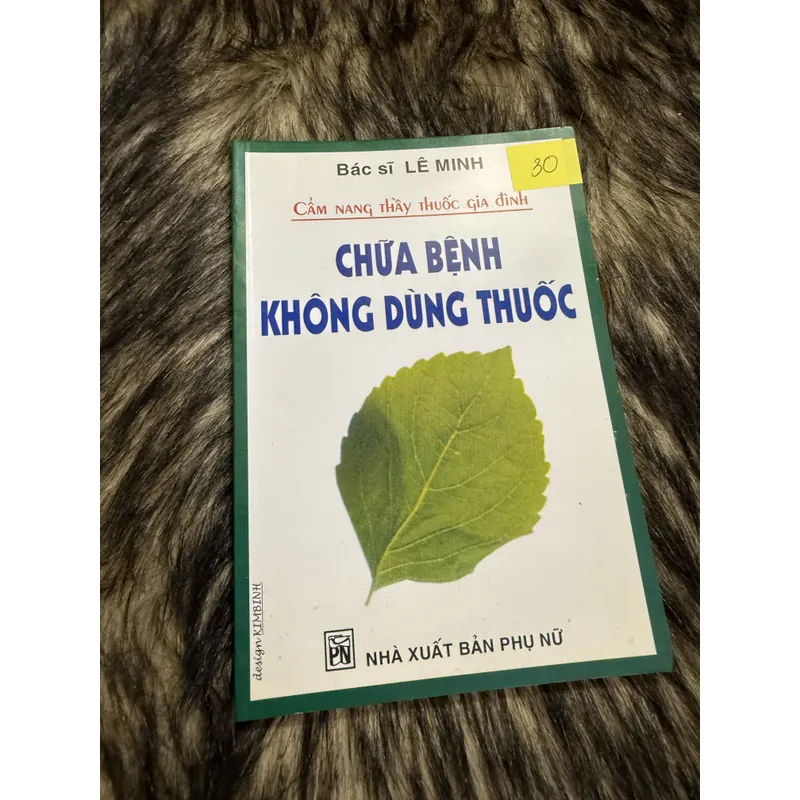 Bác sĩ LÊ MINH
30
CẨM NANG THẦY THUỐC GIA ĐÌNH
CHỮA BỆNH
KHÔNG DÙNG THUỐC
design KIMBINH
PN
NHÀ XUẤT BẢN PHỤ NỮ